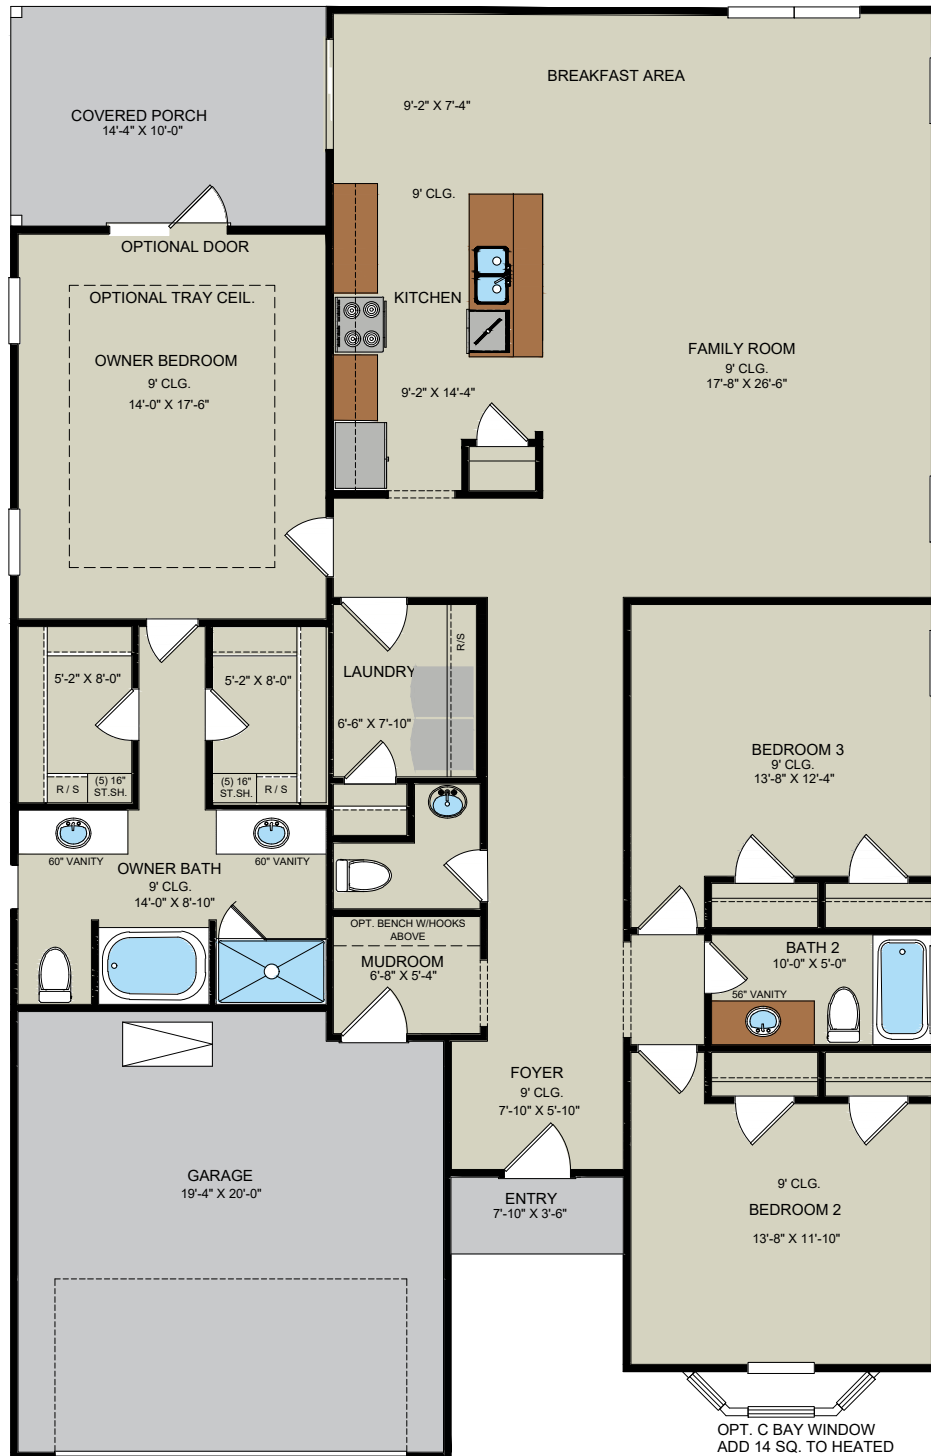 BREAKFAST AREA
9'-2" X 7'-4"
COVERED PORCH
14'-4" X 10'-0"
9' CLG.
OPTIONAL DOOR
OPTIONAL TRAY CEIL.
KITCHEN
OWNER BEDROOM
9' CLG.
14'-0" X 17'-6"
FAMILY ROOM
9' CLG.
17'-8" X 26'-6"
9'-2" X 14'-4"
R/S
LAUNDRY
6'-6" X 7'-10"
5'-2" X 8'-0"
5'-2" X 8'-0"
R / S
(5) 16"
ST.SH.
(5) 16"
ST.SH.
R / S
BEDROOM 3
9' CLG.
13'-8" X 12'-4"
60" VANITY
60" VANITY
OWNER BATH
9' CLG.
14'-0" X 8'-10"
OPT. BENCH W/HOOKS
ABOVE
MUDROOM
6'-8" X 5'-4"
BATH 2
10'-0" X 5'-0"
56" VANITY
FOYER
9' CLG.
7'-10" X 5'-10"
GARAGE
19'-4" X 20'-0"
ENTRY
7'-10" X 3'-6"
9' CLG.
BEDROOM 2
13'-8" X 11'-10"
OPT. C BAY WINDOW
ADD 14 SQ. TO HEATED